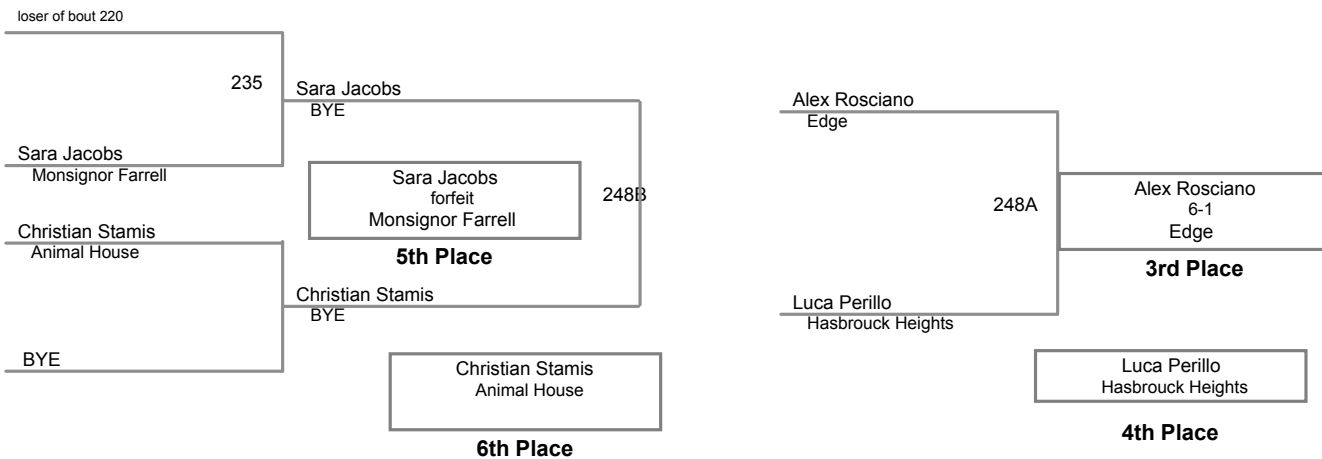 loser of bout 220
235
Sara Jacobs
BYE
Sara Jacobs
Monsignor Farrell
Sara Jacobs
forfeit
Monsignor Farrell
248B
5th Place
Christian Stamis
Animal House
Christian Stamis
BYE
BYE
Christian Stamis
Animal House
6th Place
Alex Rosciano
Edge
248A
Alex Rosciano
6-1
Edge
3rd Place
Luca Perillo
Hasbrouck Heights
Luca Perillo
Hasbrouck Heights
4th Place